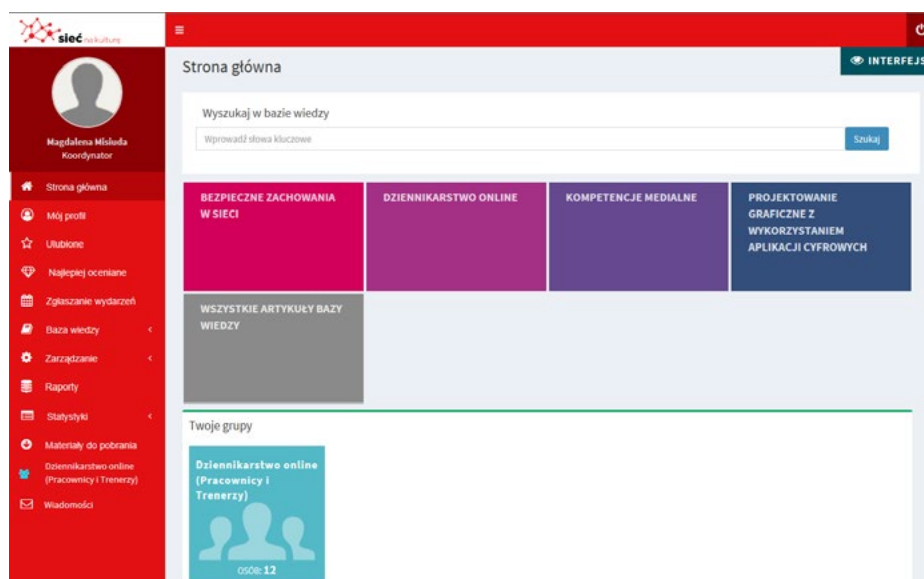 sieć na kulturę
INTERFEJS
Magdalena Misiuda
Koordynator
Strona główna
Mój profil
Ulubione
Najlepiej oceniane
Zgłaszanie wydarzeń
Baza wiedzy
Zarządzanie
Raporty
Statystyki
Materiały do pobrania
Dziennikarstwo online
(Pracownicy i Trenerzy)
Wiadomości
Strona główna
Wyszukaj w bazie wiedzy
Wprowadź słowa kluczowe
Szukaj
BEZPIECZNE ZACHOWANIA
W SIECI
DZIENNIKARSTWO ONLINE
KOMPETENCJE MEDIALNE
PROJEKTOWANIE
GRAFICZNE Z
WYKORZYSTANIEM
APLIKACJI CYFROWYCH
WSZYSTKIE ARTYKUŁY BAZY
WIEDZY
Twoje grupy
Dziennikarstwo online
(Pracownicy i
Trenerzy)
OSÓB: 12